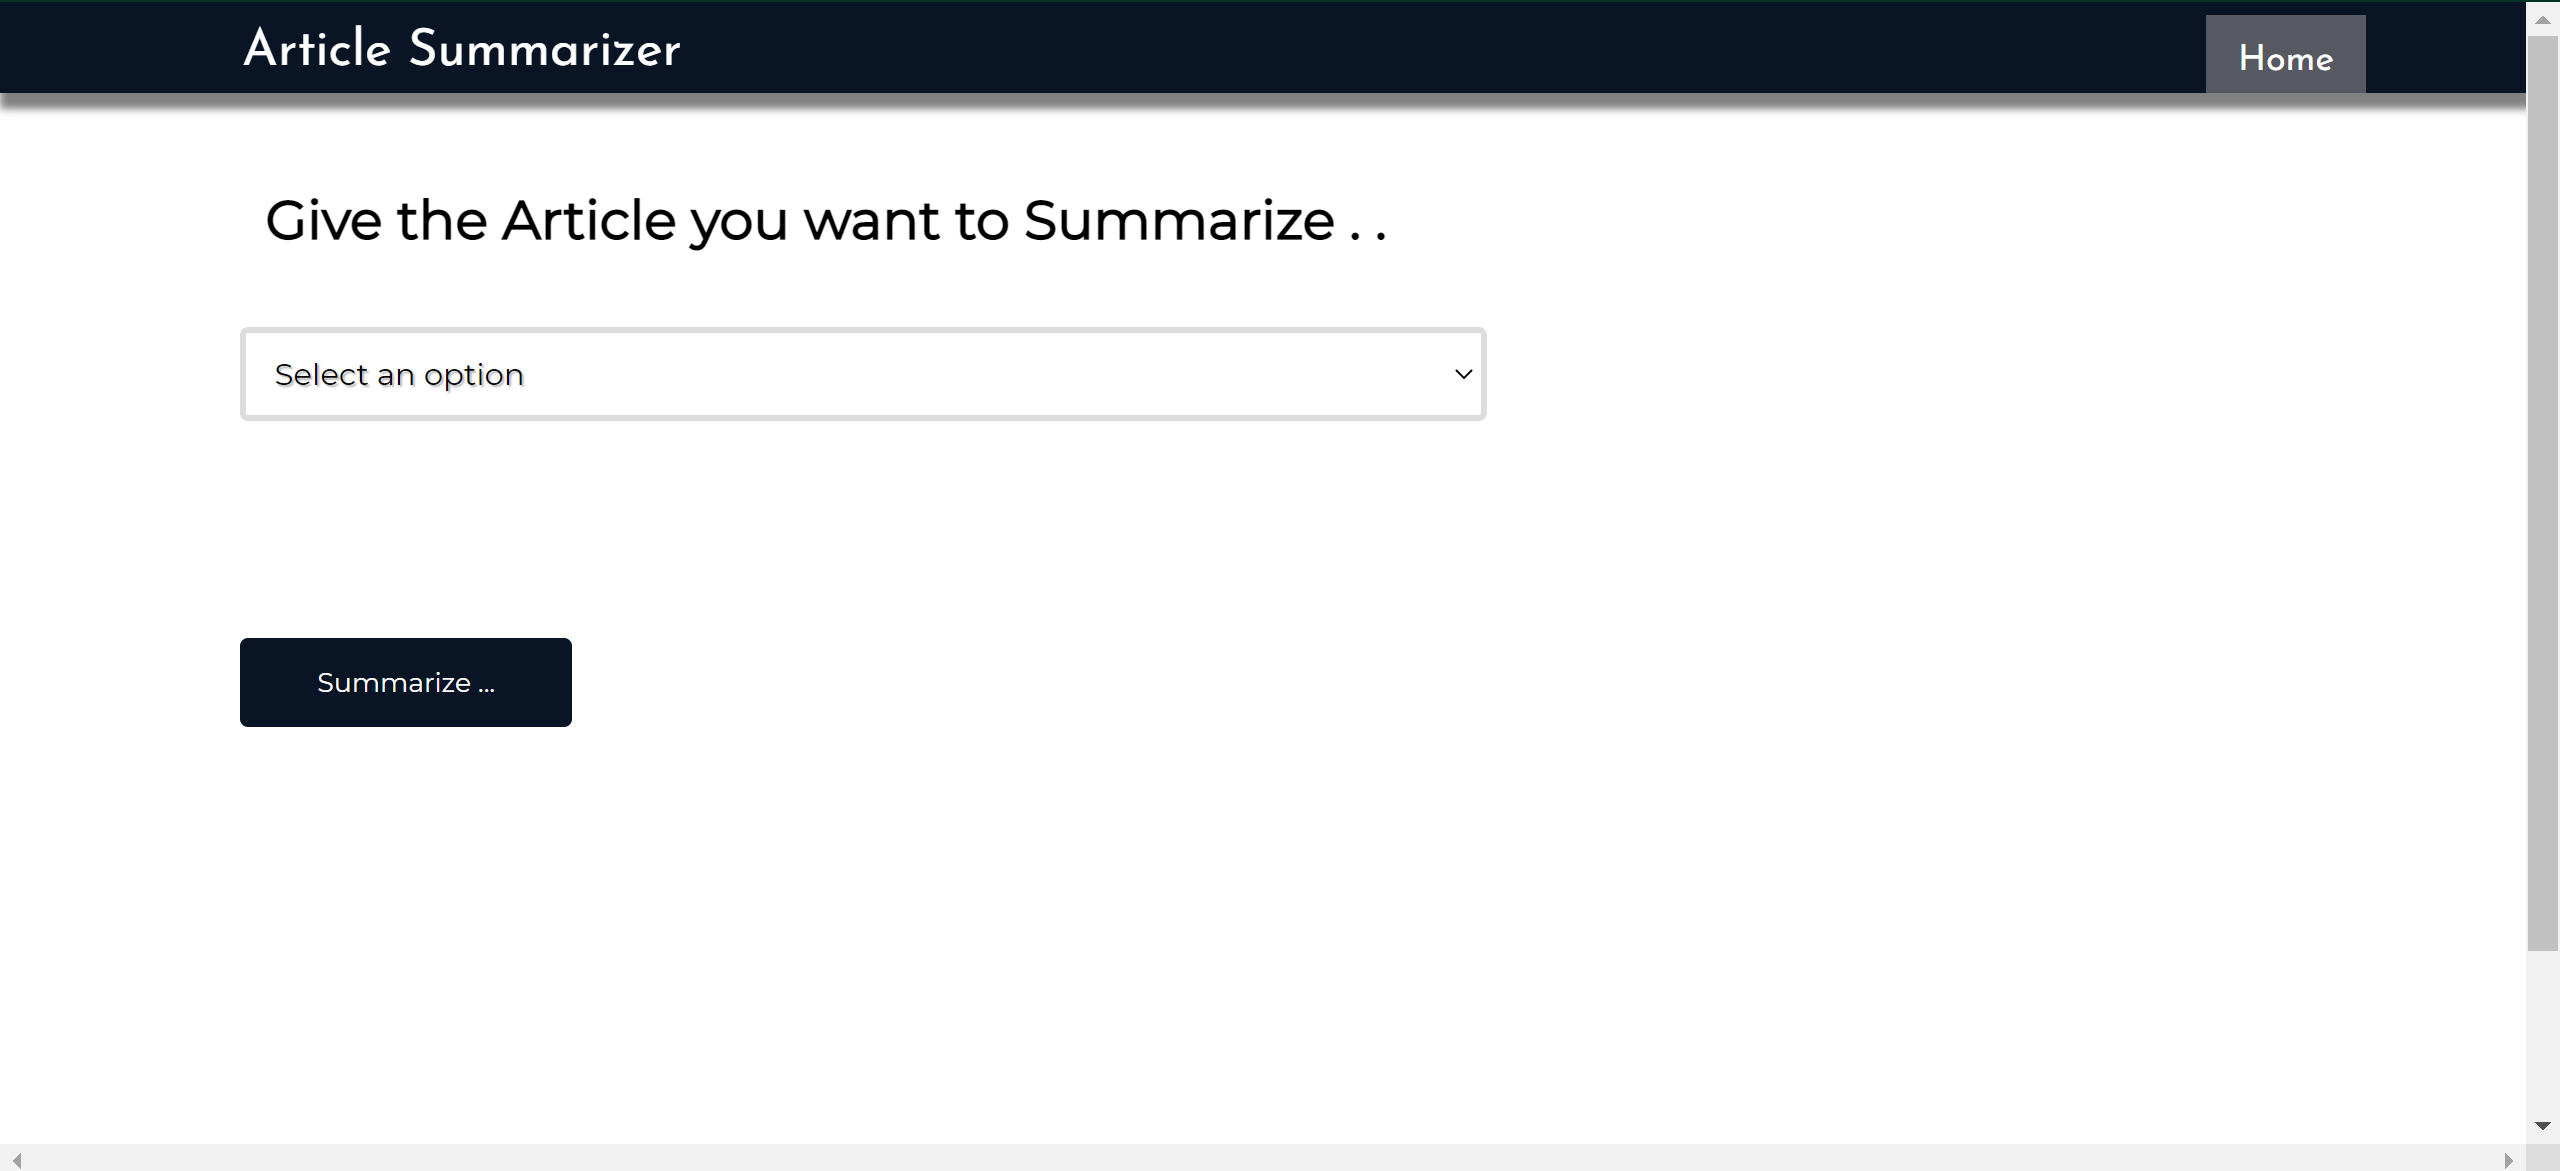 Article Summarizer
Home
Give the Article you want to Summarize . .
Select an option
Summarize ...